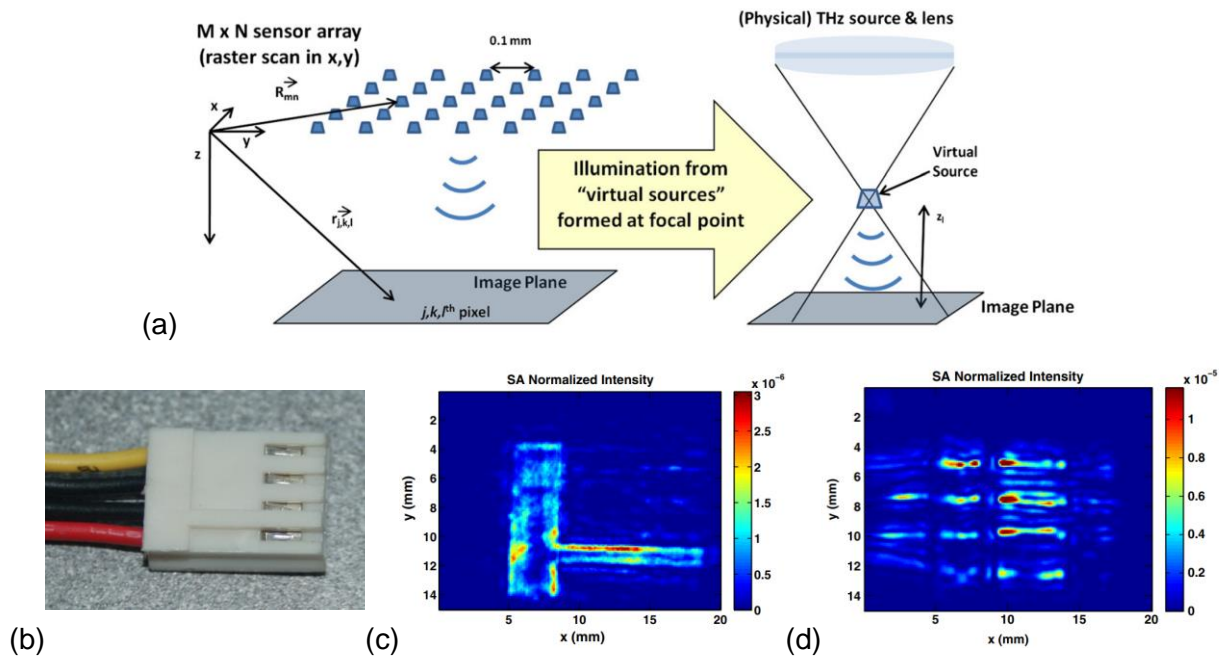 M x N sensor array
(raster scan in x,y)
0.1 mm
R⃗mn
x
y
z
r⃗j,k,l
Image Plane
j,k,lth pixel
Illumination from
“virtual sources”
formed at focal point
(Physical) THz source & lens
Virtual
Source
zl
Image Plane
(a)
(b)
SA Normalized Intensity
x 10⁻⁶
3
2.5
2
1.5
1
0.5
0
2
4
6
8
10
12
14
y (mm)
5
10
15
20
x (mm)
(c)
SA Normalized Intensity
x 10⁻⁵
1
0.8
0.6
0.4
0.2
0
2
4
6
8
10
12
14
y (mm)
5
10
15
20
x (mm)
(d)